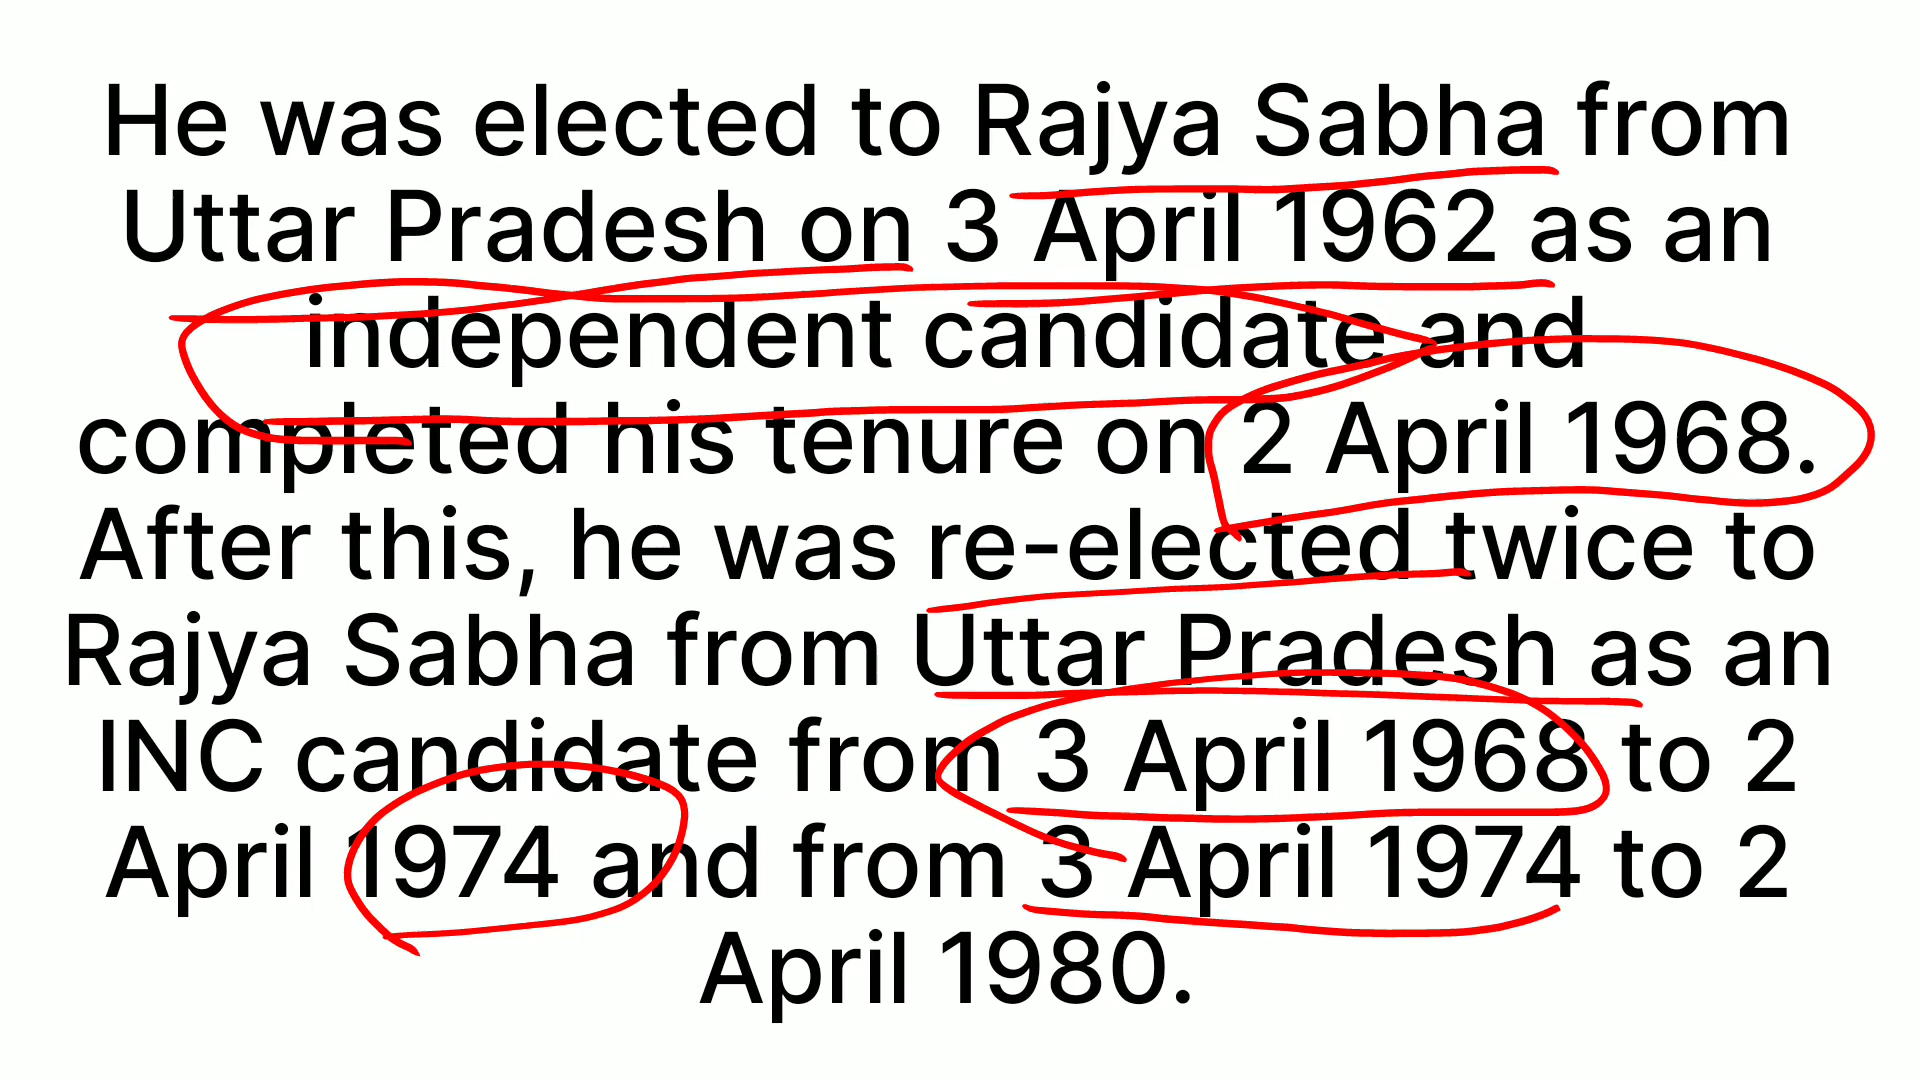 He was elected to Rajya Sabha from
Uttar Pradesh on 3 April 1962 as an
independent candidate and
completed his tenure on 2 April 1968.
After this, he was re-elected twice to
Rajya Sabha from Uttar Pradesh as an
INC candidate from 3 April 1968 to 2
April 1974 and from 3 April 1974 to 2
April 1980.